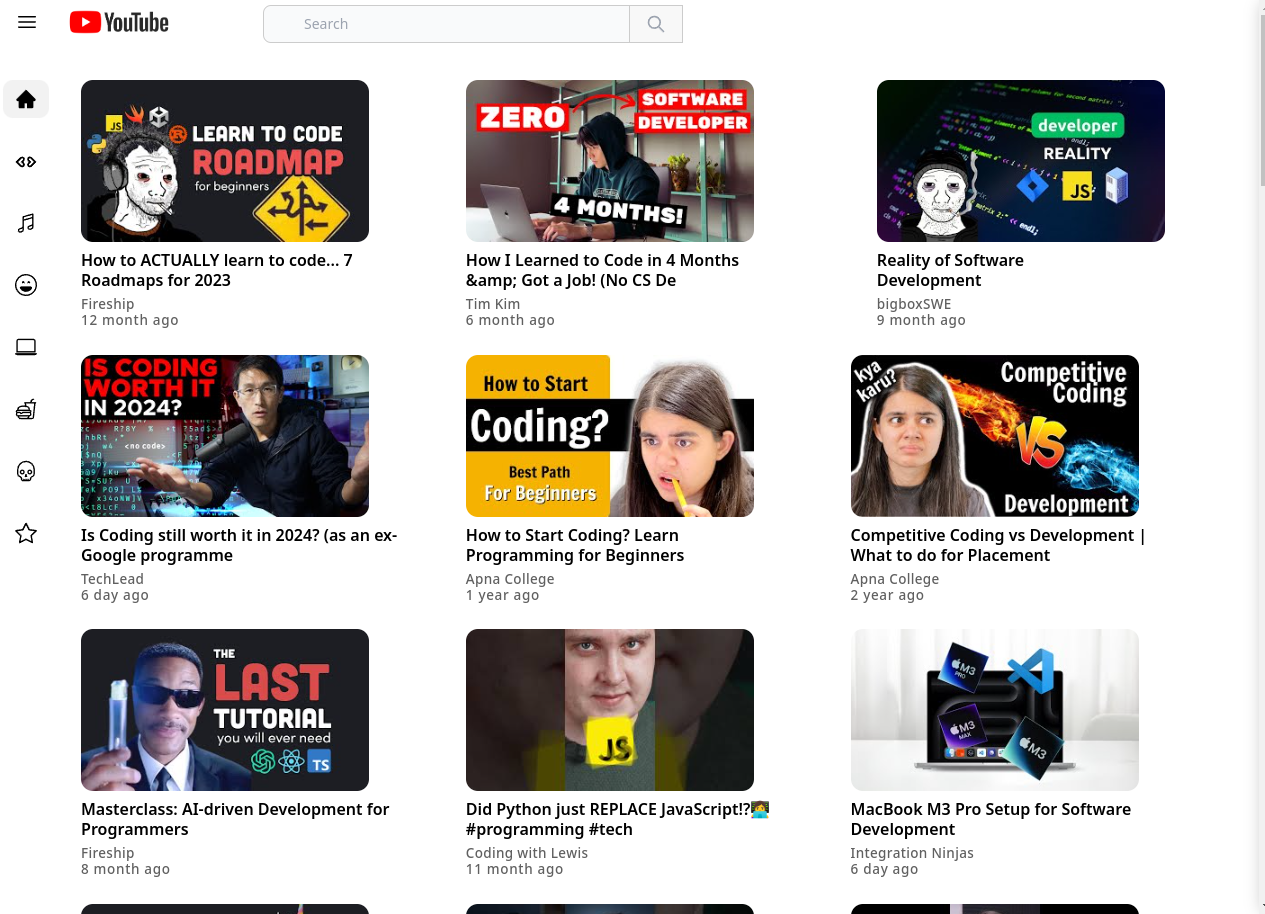 YouTube
Search
JS
LEARN TO CODE
ROADMAP
for beginners
ZERO
SOFTWARE
DEVELOPER
4 MONTHS!
developer
REALITY
JS
How to ACTUALLY learn to code... 7
Roadmaps for 2023
Fireship
12 month ago
How I Learned to Code in 4 Months
&amp; Got a Job! (No CS De
Tim Kim
6 month ago
Reality of Software
Development
bigboxSWE
9 month ago
IS CODING
WORTH IT
IN 2024?
<no code>
How to Start
Coding?
Best Path
For Beginners
kya
karu?
Competitive
Coding
VS
Development
Is Coding still worth it in 2024? (as an ex-
Google programme
TechLead
6 day ago
How to Start Coding? Learn
Programming for Beginners
Apna College
1 year ago
Competitive Coding vs Development |
What to do for Placement
Apna College
2 year ago
THE
LAST
TUTORIAL
you will ever need
TS
JS
M3
PRO
M3
MAX
M3
Masterclass: AI-driven Development for
Programmers
Fireship
8 month ago
Did Python just REPLACE JavaScript!?👩‍💻
#programming #tech
Coding with Lewis
11 month ago
MacBook M3 Pro Setup for Software
Development
Integration Ninjas
6 day ago